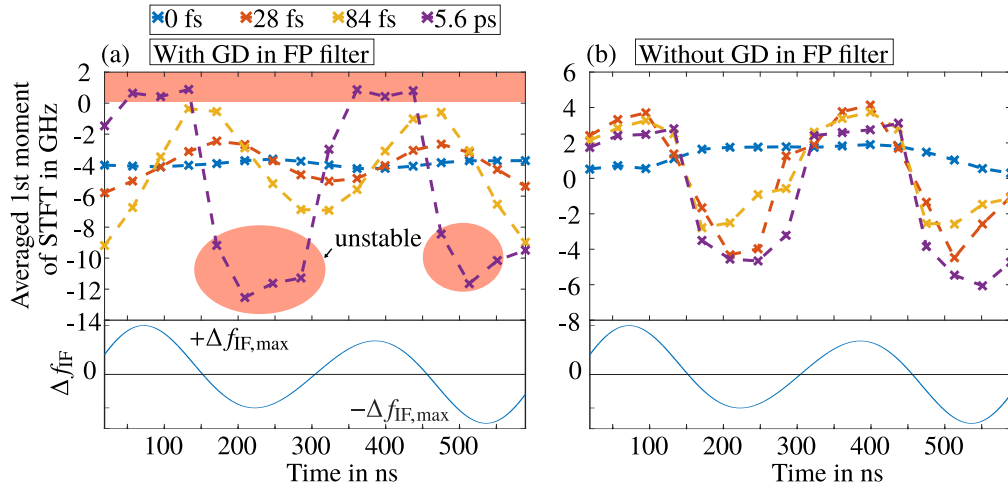 0 fs 28 fs 84 fs 5.6 ps
(a) With GD in FP filter
(b) Without GD in FP filter
Averaged 1st moment
of STFT in GHz
2
0
-2
-4
-6
-8
-10
-12
-14
unstable
6
4
2
0
-2
-4
-6
-8
Δf_IF
0
+Δf_IF,max
−Δf_IF,max
100 200 300 400 500
Time in ns
0
100 200 300 400 500
Time in ns